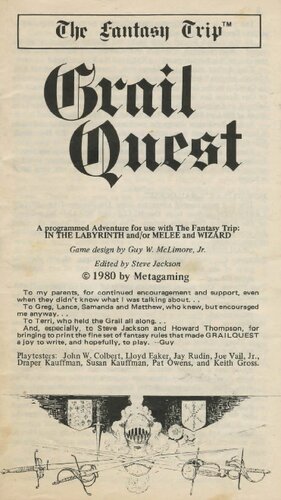 The Fantasy Trip™
Grail
Quest
A programmed Adventure for use with The Fantasy Trip:
IN THE LABYRINTH and/or MELEE and WIZARD
Game design by Guy W. McLimore, Jr.
Edited by Steve Jackson
© 1980 by Metagaming
To my parents, for continued encouragement and support, even
when they didn't know what I was talking about. . .
To Greg, Lance, Gamanda and Matthew, who knew, but encouraged
me anyway. . .
To Terri, who held the Grail all along. . .
And, especially, to Steve Jackson and Howard Thompson, for
bringing to print the fine set of fantasy rules that made GRAILQUEST
a joy to write, and hopefully, to play. --Guy
Playtesters: John W. Colbert, Lloyd Eaker, Jay Rudin, Joe Vail, Jr.,
Draper Kauffman, Susan Kauffman, Pat Owens, and Keith Gross.